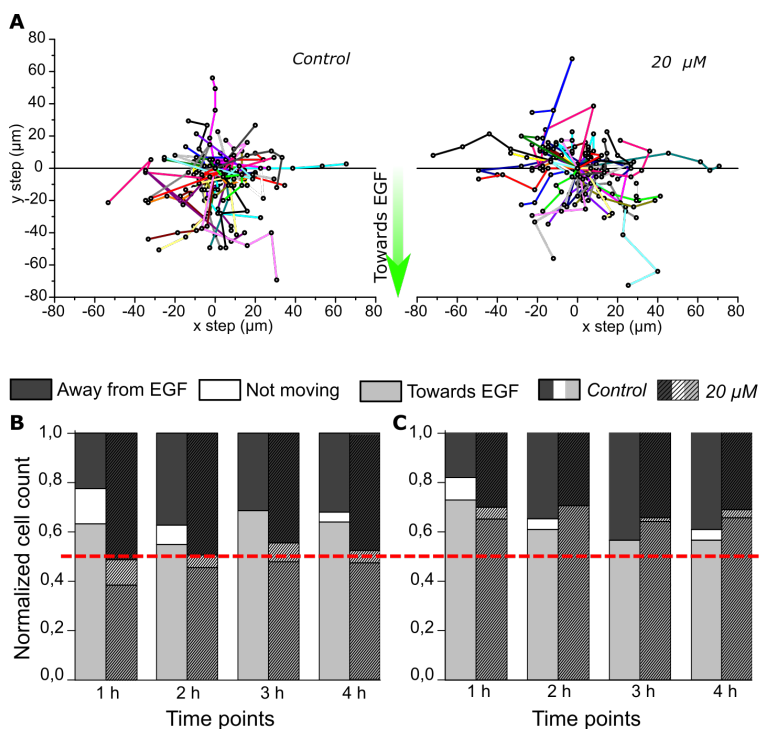 A
Control
20 µM
80
60
40
20
0
-20
-40
-60
-80
y step (µm)
-80 -60 -40 -20 0 20 40 60 80
x step (µm)
Towards EGF
-80 -60 -40 -20 0 20 40 60 80
x step (µm)
Away from EGF
Not moving
Towards EGF
Control
20 µM
B
C
1,0
0,8
0,6
0,4
0,2
0,0
Normalized cell count
1 h 2 h 3 h 4 h
Time points
1,0
0,8
0,6
0,4
0,2
0,0
1 h 2 h 3 h 4 h
Time points